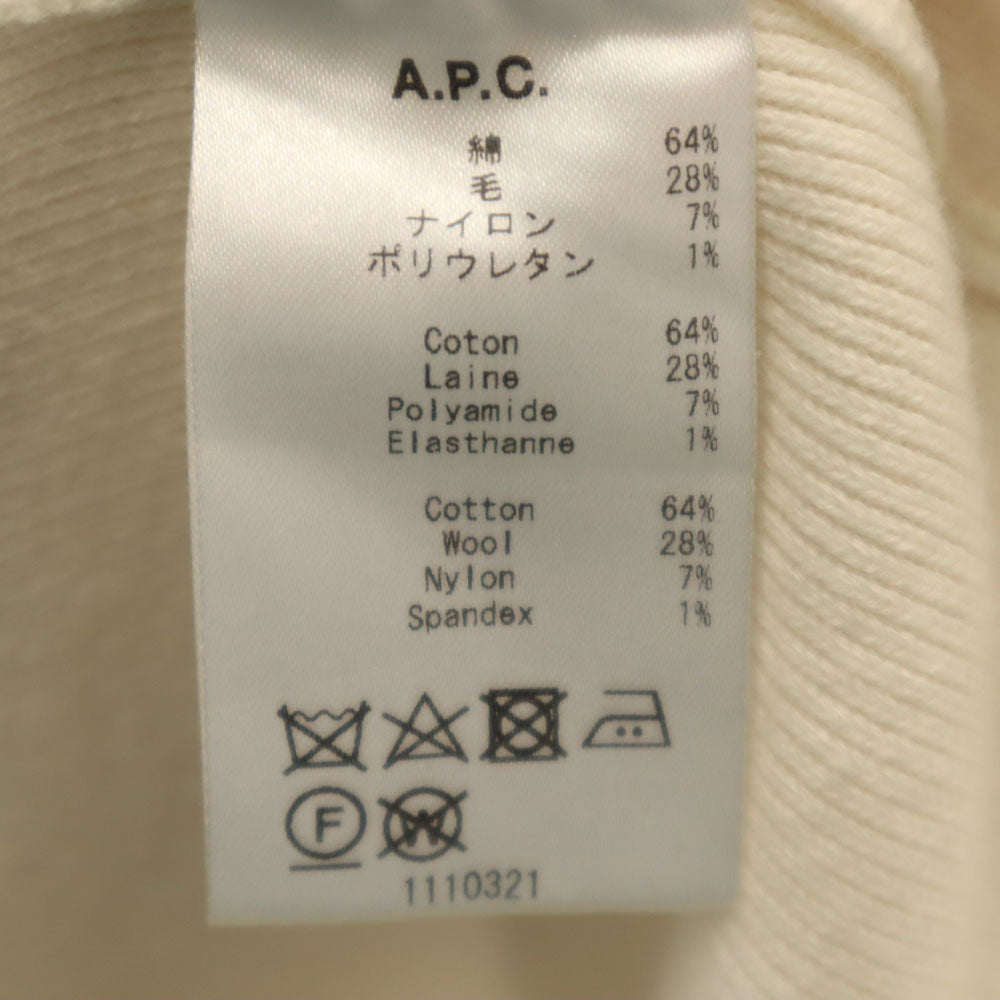 A.P.C.
綿 64%
毛 28%
ナイロン 7%
ポリウレタン 1%
Coton 64%
Laine 28%
Polyamide 7%
Elasthanne 1%
Cotton 64%
Wool 28%
Nylon 7%
Spandex 1%
F W
1110321